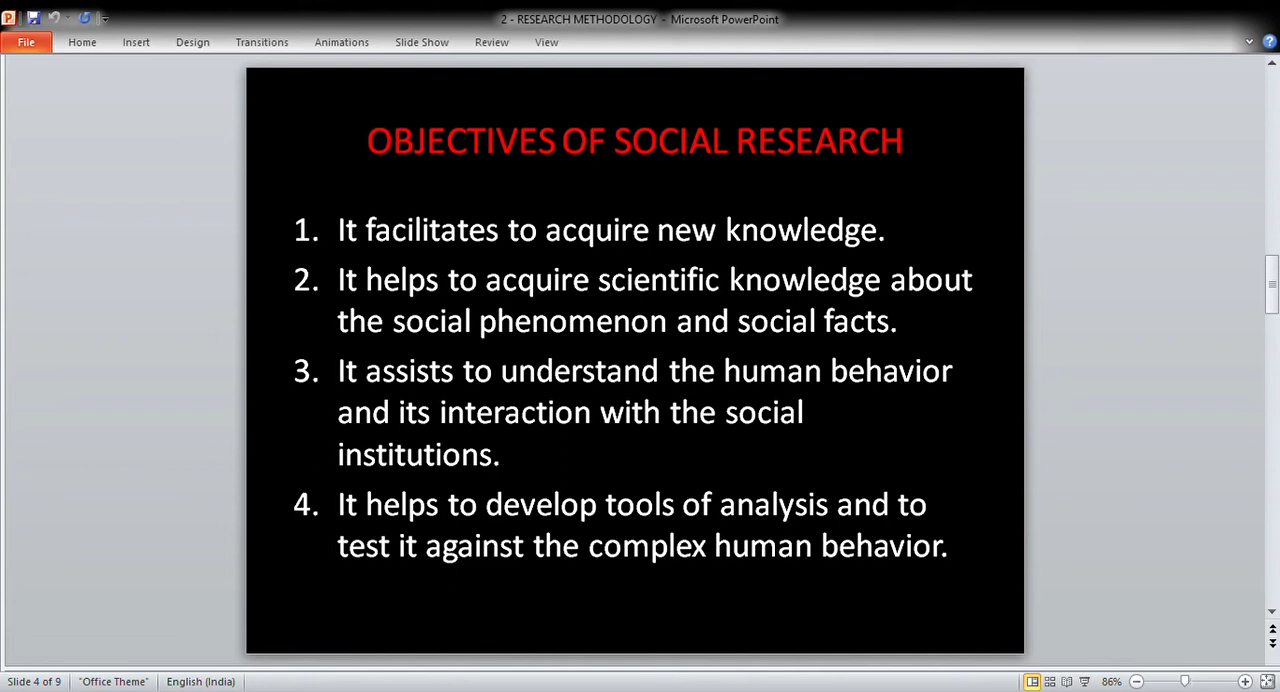 2 - RESEARCH METHODOLOGY - Microsoft PowerPoint
File Home Insert Design Transitions Animations Slide Show Review View
OBJECTIVES OF SOCIAL RESEARCH
1. It facilitates to acquire new knowledge.
2. It helps to acquire scientific knowledge about
the social phenomenon and social facts.
3. It assists to understand the human behavior
and its interaction with the social
institutions.
4. It helps to develop tools of analysis and to
test it against the complex human behavior.
Slide 4 of 9 "Office Theme" English (India) 86%